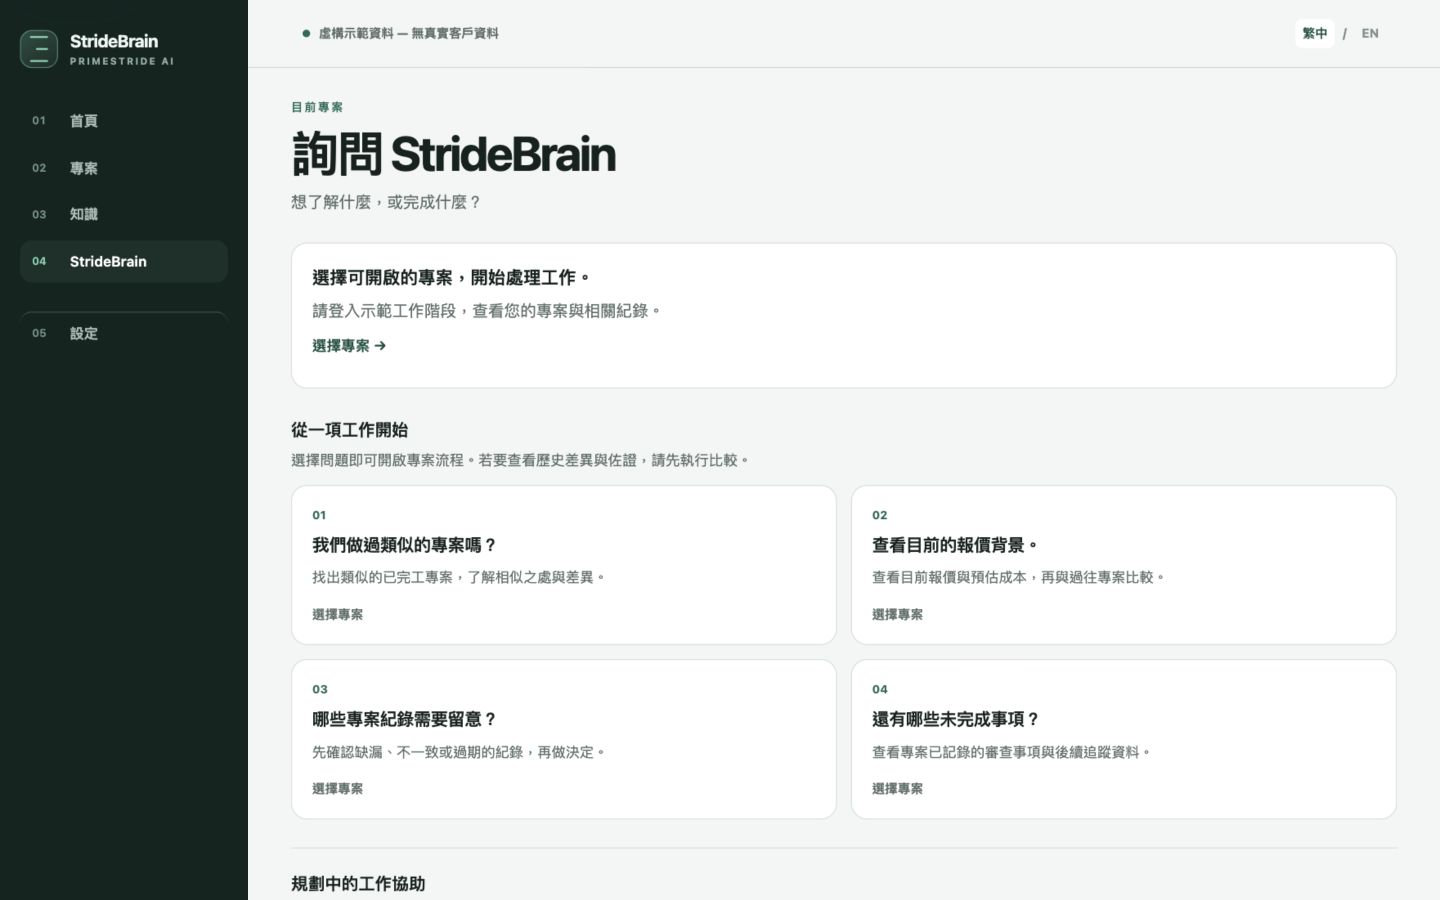 StrideBrain
PRIMESTRIDE AI
01 首頁
02 專案
03 知識
04 StrideBrain
05 設定
虛構示範資料 — 無真實客戶資料
繁中 / EN
目前專案
詢問 StrideBrain
想了解什麼，或完成什麼？
選擇可開啟的專案，開始處理工作。
請登入示範工作階段，查看您的專案與相關紀錄。
選擇專案 →
從一項工作開始
選擇問題即可開啟專案流程。若要查看歷史差異與佐證，請先執行比較。
01
我們做過類似的專案嗎？
找出類似的已完工專案，了解相似之處與差異。
選擇專案
02
查看目前的報價背景。
查看目前報價與預估成本，再與過往專案比較。
選擇專案
03
哪些專案紀錄需要留意？
先確認缺漏、不一致或過期的紀錄，再做決定。
選擇專案
04
還有哪些未完成事項？
查看專案已記錄的審查事項與後續追蹤資料。
選擇專案
規劃中的工作協助